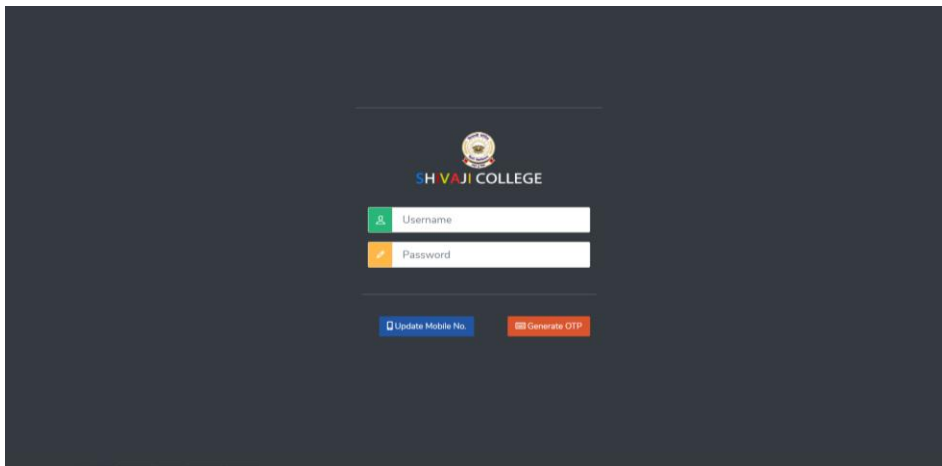 SHIVAJI COLLEGE
Username
Password
Update Mobile No.
Generate OTP